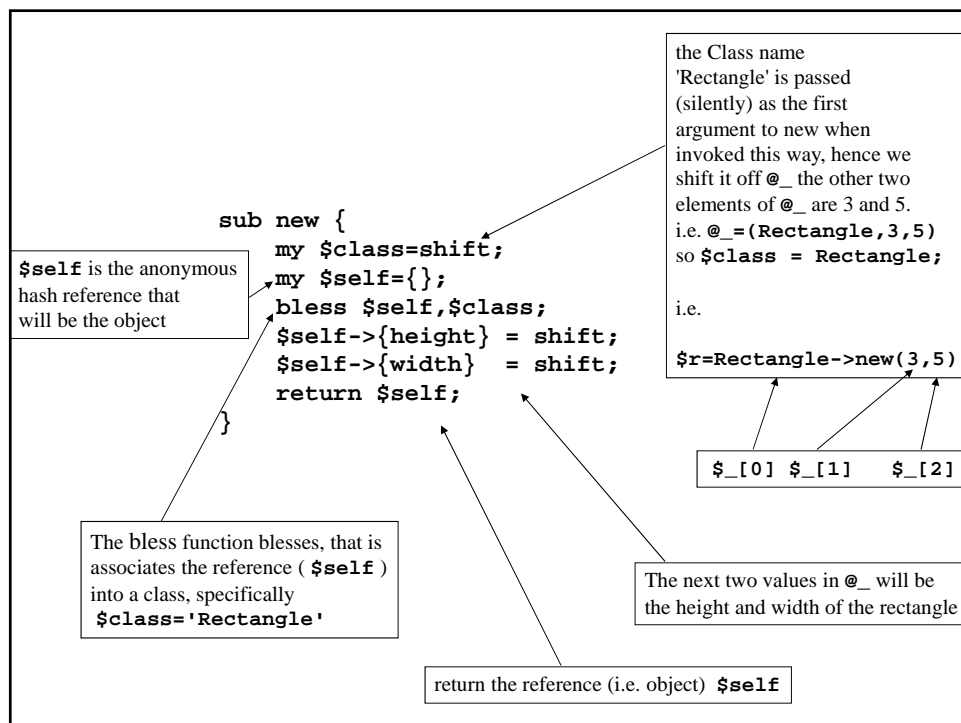 the Class name
'Rectangle' is passed
(silently) as the first
argument to new when
invoked this way, hence we
shift it off @_ the other two
elements of @_ are 3 and 5.
i.e. @_=(Rectangle,3,5)
so $class = Rectangle;
i.e.
$r=Rectangle->new(3,5)
$_[0] $_[1] $_[2]
sub new {
my $class=shift;
my $self={};
bless $self,$class;
$self->{height} = shift;
$self->{width} = shift;
return $self;
}
$self is the anonymous
hash reference that
will be the object
The bless function blesses, that is
associates the reference ( $self )
into a class, specifically
$class='Rectangle'
The next two values in @_ will be
the height and width of the rectangle
return the reference (i.e. object) $self